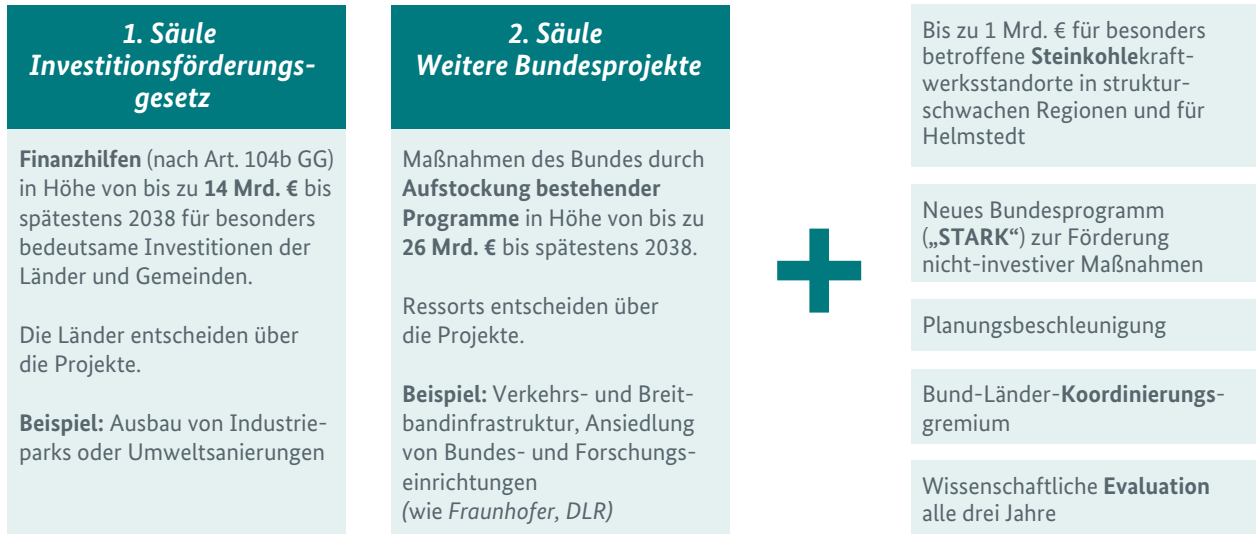 1. Säule
Investitionsförderungs-
gesetz
Finanzhilfen (nach Art. 104b GG)
in Höhe von bis zu 14 Mrd. € bis
spätestens 2038 für besonders
bedeutsame Investitionen der
Länder und Gemeinden.
Die Länder entscheiden über
die Projekte.
Beispiel: Ausbau von Industrie-
parks oder Umweltsanierungen
2. Säule
Weitere Bundesprojekte
Maßnahmen des Bundes durch
Aufstockung bestehender
Programme in Höhe von bis zu
26 Mrd. € bis spätestens 2038.
Ressorts entscheiden über
die Projekte.
Beispiel: Verkehrs- und Breit-
bandinfrastruktur, Ansiedlung
von Bundes- und Forschungs-
einrichtungen
(wie Fraunhofer, DLR)
+
Bis zu 1 Mrd. € für besonders
betroffene Steinkohlekraft-
werksstandorte in struktur-
schwachen Regionen und für
Helmstedt
Neues Bundesprogramm
(„STARK“) zur Förderung
nicht-investiver Maßnahmen
Planungsbeschleunigung
Bund-Länder-Koordinierungs-
gremium
Wissenschaftliche Evaluation
alle drei Jahre